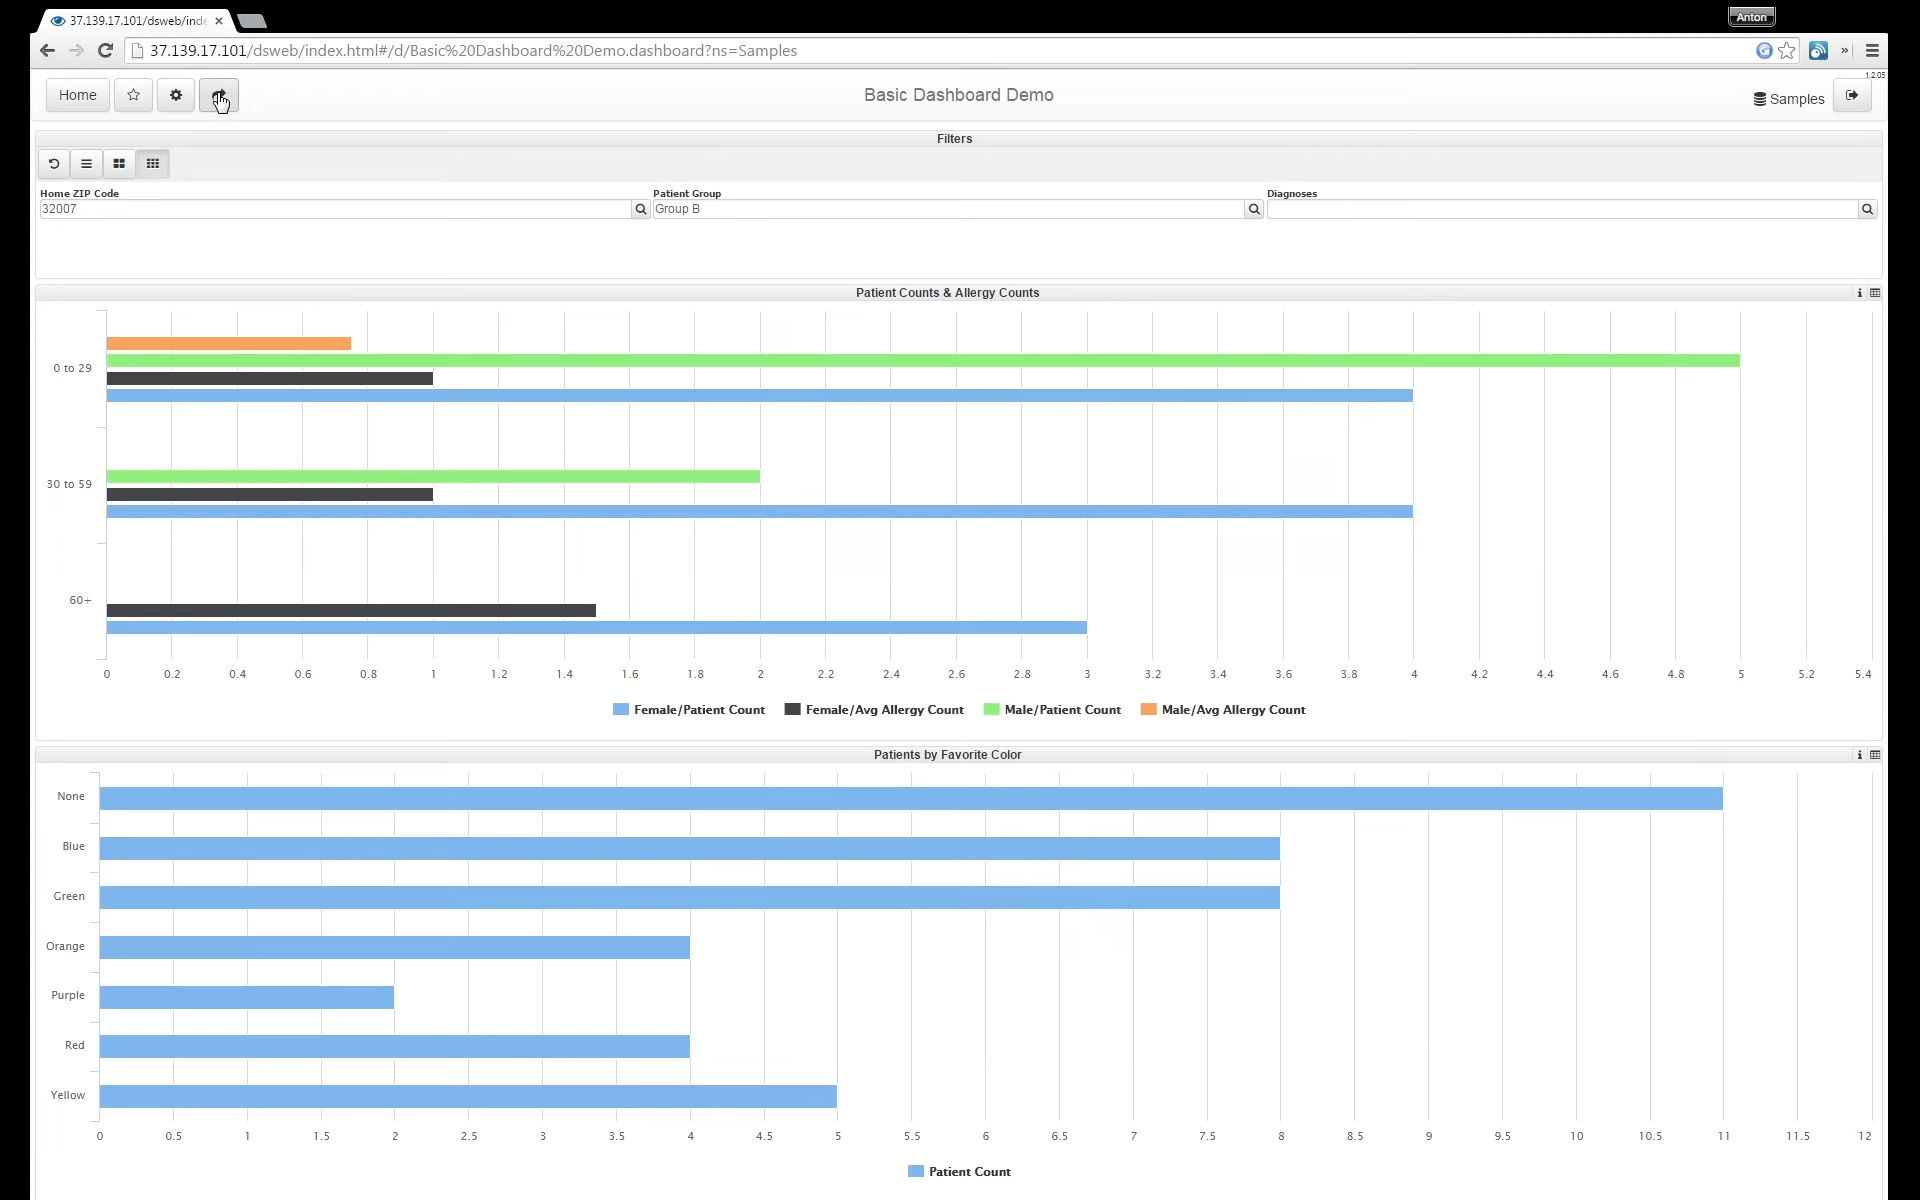 Anton
37.139.17.101/dsweb/inde
37.139.17.101/dsweb/index.html#/d/Basic%20Dashboard%20Demo.dashboard?ns=Samples
1.2.05
Home
Basic Dashboard Demo
Samples
Filters
Home ZIP Code
Patient Group
Diagnoses
32007
Group B
Patient Counts & Allergy Counts
0 to 29
30 to 59
60+
0 0.2 0.4 0.6 0.8 1 1.2 1.4 1.6 1.8 2 2.2 2.4 2.6 2.8 3 3.2 3.4 3.6 3.8 4 4.2 4.4 4.6 4.8 5 5.2 5.4
Female/Patient Count Female/Avg Allergy Count Male/Patient Count Male/Avg Allergy Count
Patients by Favorite Color
None
Blue
Green
Orange
Purple
Red
Yellow
0 0.5 1 1.5 2 2.5 3 3.5 4 4.5 5 5.5 6 6.5 7 7.5 8 8.5 9 9.5 10 10.5 11 11.5 12
Patient Count